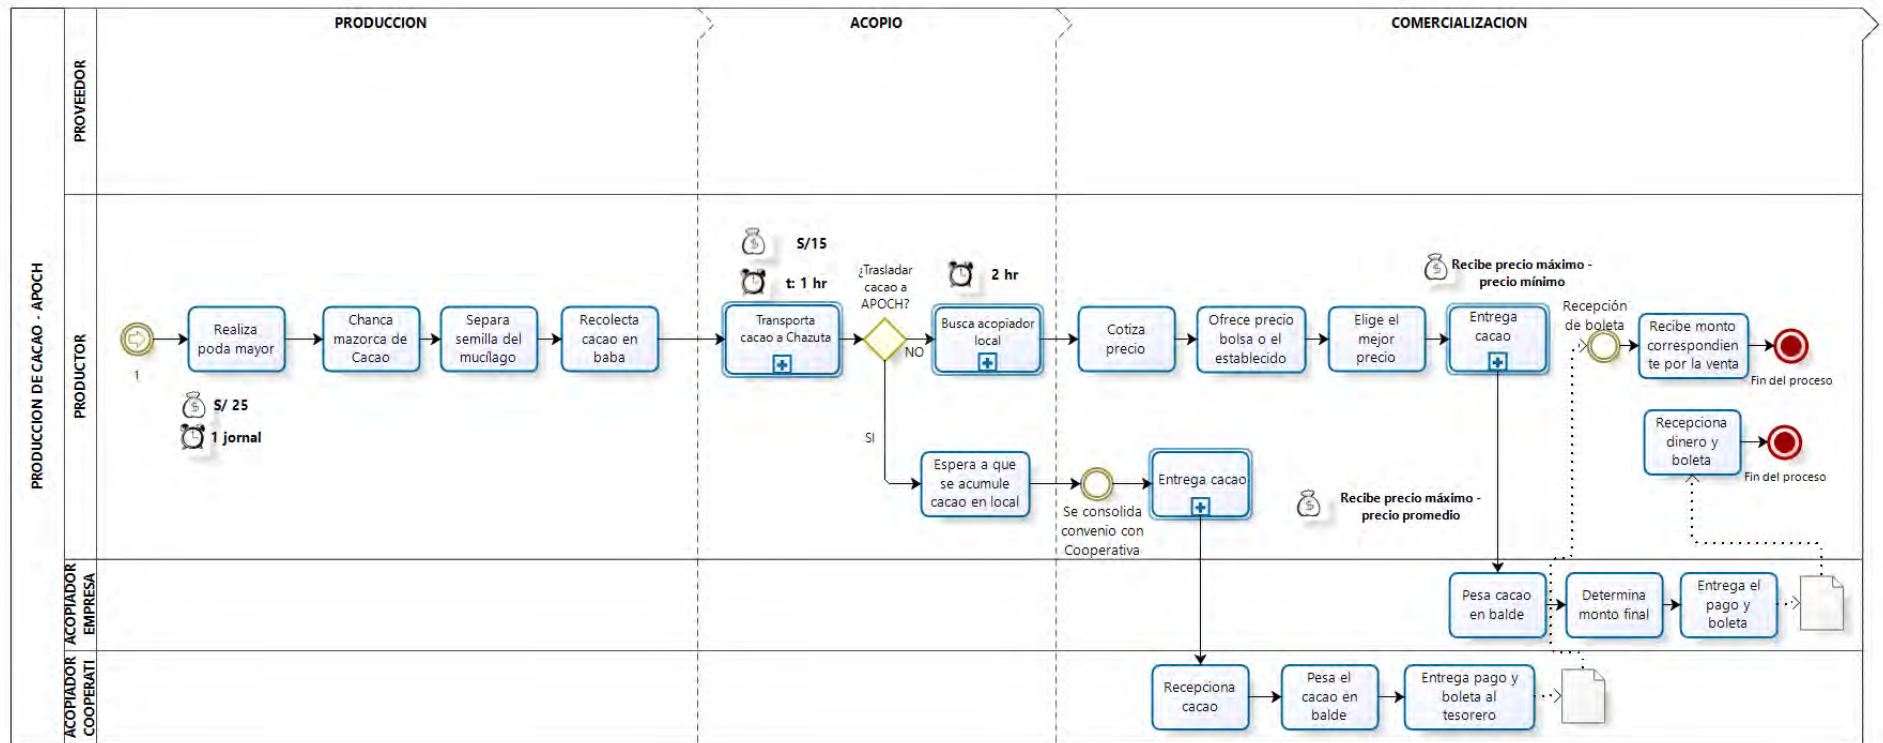 PRODUCCION
ACOPIO
COMERCIALIZACION
PRODUCCION DE CACAO - APOCH
PROVEEDOR
PRODUCTOR
1
Realiza
poda mayor
S/ 25
1 jornal
Chanca
mazorca de
Cacao
Separa
semilla del
mucílago
Recolecta
cacao en
baba
S/15
t: 1 hr
Transporta
cacao a Chazuta
¿Trasladar
cacao a
APOCH?
NO
SI
2 hr
Busca acopiador
local
Cotiza
precio
Ofrece precio
bolsa o el
establecido
Elige el
mejor
precio
Recibe precio máximo -
precio mínimo
Entrega
cacao
Recepción
de boleta
Recibe monto
correspondien
te por la venta
Fin del proceso
Espera a que
se acumule
cacao en local
Se consolida
convenio con
Cooperativa
Entrega cacao
Recibe precio máximo -
precio promedio
Recepciona
dinero y
boleta
Fin del proceso
ACOPIADOR
EMPRESA
Pesa cacao
en balde
Determina
monto final
Entrega el
pago y
boleta
ACOPIADOR
COOPERATI
Recepciona
cacao
Pesa el
cacao en
balde
Entrega pago y
boleta al
tesorero